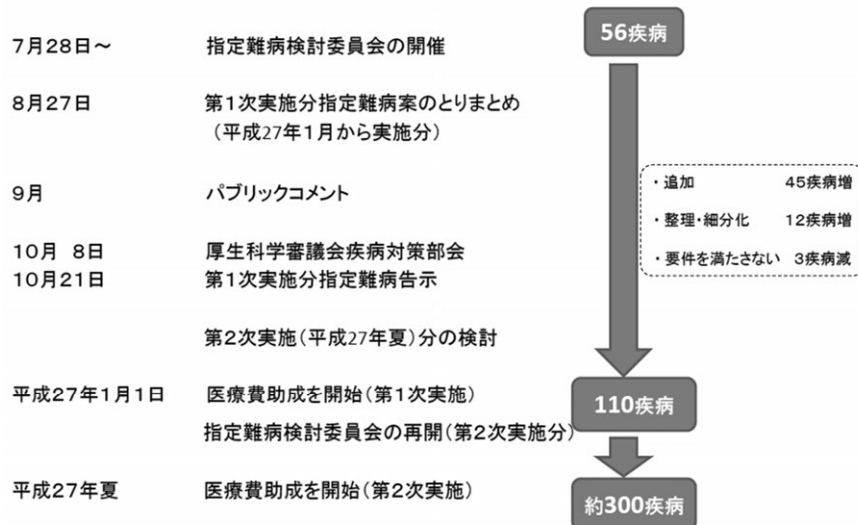 56疾病
7月28日～ 指定難病検討委員会の開催
8月27日 第1次実施分指定難病案のとりまとめ
（平成27年1月から実施分）
9月 パブリックコメント
・追加 45疾病増
・整理・細分化 12疾病増
・要件を満たさない 3疾病減
10月 8日 厚生科学審議会疾病対策部会
10月21日 第1次実施分指定難病告示
第2次実施（平成27年夏）分の検討
平成27年1月1日 医療費助成を開始（第1次実施）
110疾病
指定難病検討委員会の再開（第2次実施分）
平成27年夏 医療費助成を開始（第2次実施）
約300疾病